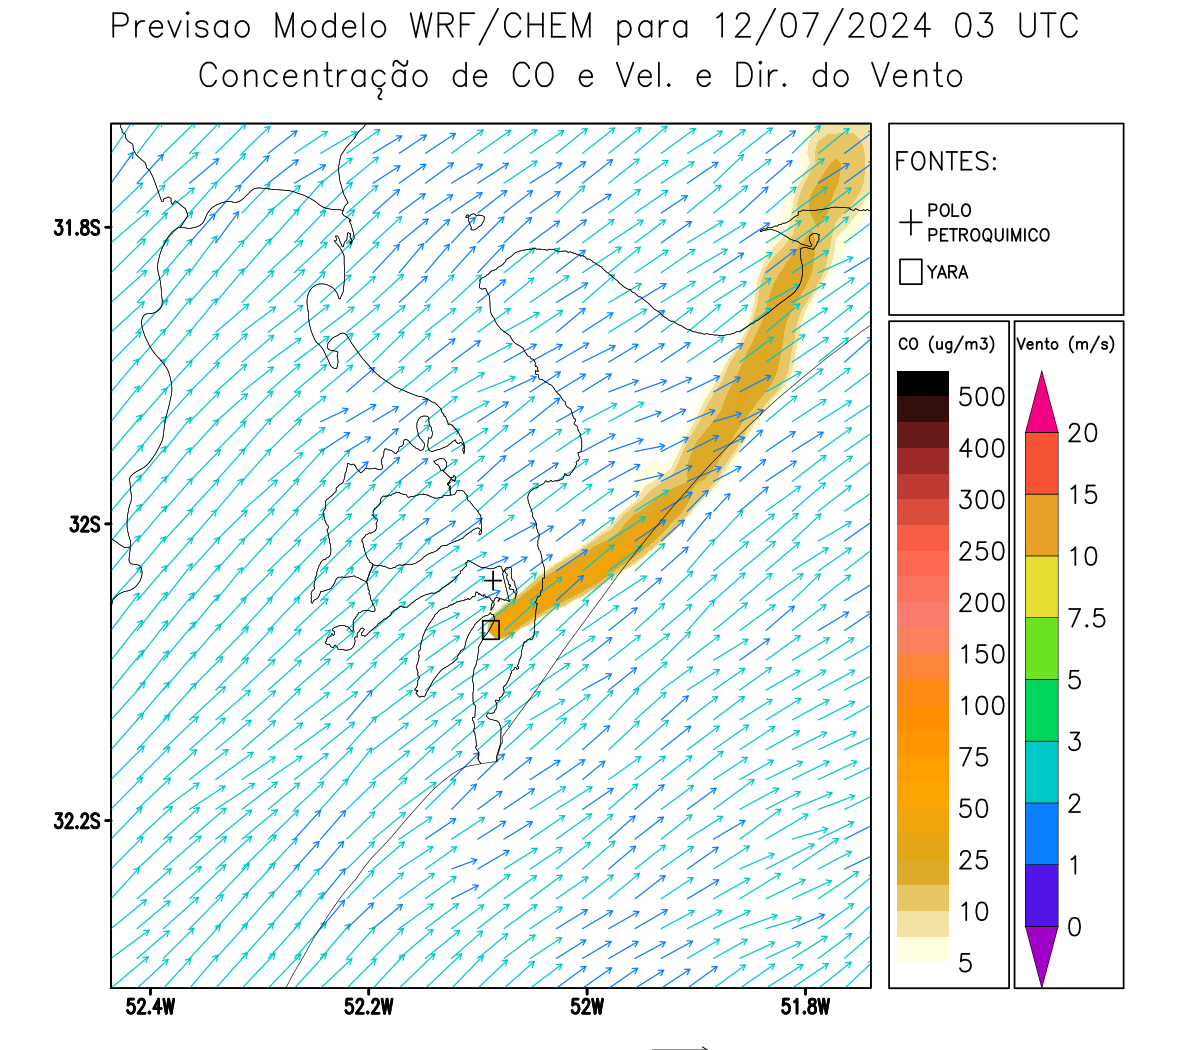 Previsao Modelo WRF/CHEM para 12/07/2024 03 UTC
Concentração de CO e Vel. e Dir. do Vento
FONTES:
POLO
PETROQUIMICO
YARA
CO (ug/m3)
500
400
300
250
200
150
100
75
50
25
10
5
Vento (m/s)
20
15
10
7.5
5
3
2
1
0
31.8S
32S
32.2S
52.4W
52.2W
52W
51.8W